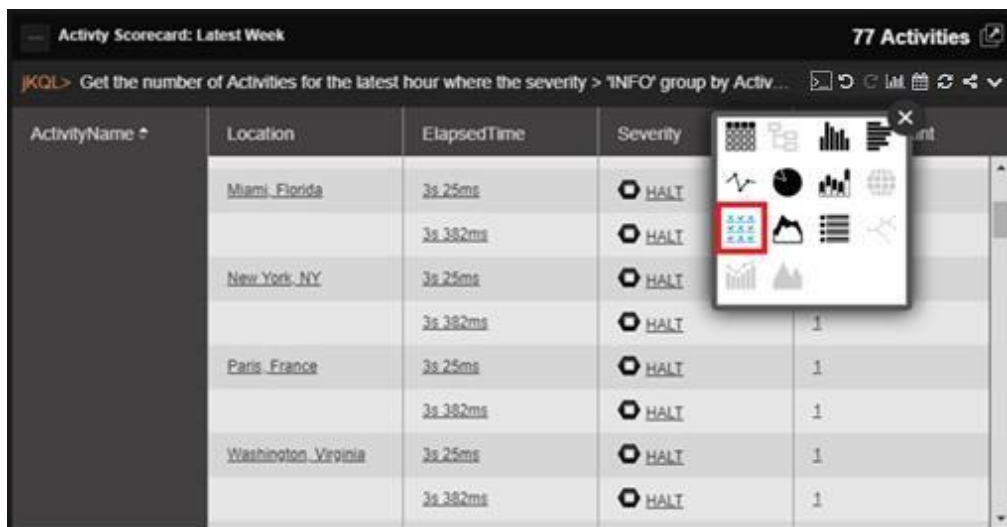 Activty Scorecard: Latest Week 77 Activities
jKQL> Get the number of Activities for the latest hour where the severity > 'INFO' group by Activ...
ActivityName Location ElapsedTime Severity
Miami, Florida 3s 25ms HALT
3s 382ms HALT
New York, NY 3s 25ms HALT
3s 382ms HALT 1
Paris, France 3s 25ms HALT 1
3s 382ms HALT 1
Washington, Virginia 3s 25ms HALT 1
3s 382ms HALT 1